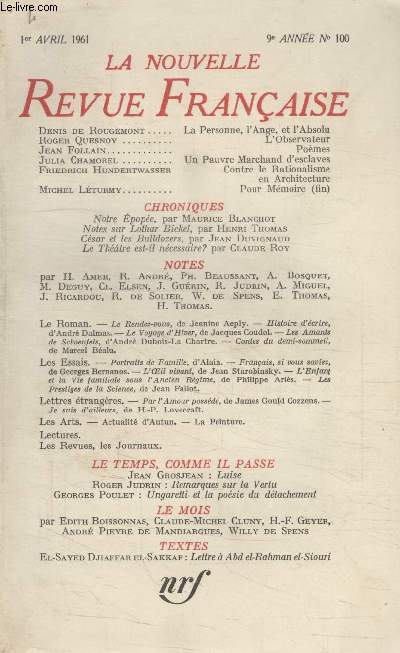 LRB-livre.com
1er AVRIL 1961 9e ANNÉE No 100
LA NOUVELLE
REVUE FRANÇAISE
DENIS DE ROUGEMONT ..... La Personne, l'Ange, et l'Absolu
ROGER QUESNOY .......... L'Observateur
JEAN FOLLAIN............. Poèmes
JULIA CHAMOREL .......... Un Pauvre Marchand d'esclaves
FRIEDRICH HUNDERTWASSER Contre le Rationalisme
en Architecture
MICHEL LÉTURMY.......... Pour Mémoire (fin)
CHRONIQUES
Notre Épopée, par MAURICE BLANCHOT
Notes sur Lothar Bickel, par HENRI THOMAS
César et les Bulldozers, par JEAN DUVIGNAUD
Le Théâtre est-il nécessaire? par CLAUDE ROY
NOTES
par H. AMER, R. ANDRÉ, PH. BEAUSSANT, A. BOSQUET,
M. DEGUY, CL. ELSEN, J. GUÉRIN, R. JUDRIN, A. MIGUEL,
J. RICARDOU, R. DE SOLIER, W. DE SPENS, E. THOMAS,
H. THOMAS.
Le Roman. — Le Rendez-vous, de Jeanine Aeply. — Histoire d'écrire,
d'André Dalmas. — Le Voyage d'Hiver, de Jacques Coudol. — Les Amants
de Schoenfels, d'André Dubois-La Chartre. — Contes du demi-sommeil,
de Marcel Béalu.
Les Essais. — Portraits de Famille, d'Alain. — Français, si vous saviez,
de Georges Bernanos. — L'Œil vivant, de Jean Starobinsky. — L'Enfant
et la Vie familiale sous l'Ancien Régime, de Philippe Ariès. — Les
Prestiges de la Science, de Jean Fallot.
Lettres étrangères. — Par l'Amour possédé, de James Gould Cozzens. —
Je suis d'ailleurs, de H.-P. Lovecraft.
Les Arts. — Actualité d'Autun. — La Peinture.
Lectures.
Les Revues, les Journaux.
LE TEMPS, COMME IL PASSE
JEAN GROSJEAN : Luise
ROGER JUDRIN : Remarques sur la Vertu
GEORGES POULET : Ungaretti et la poésie du détachement
LE MOIS
par EDITH BOISSONNAS, CLAUDE-MICHEL CLUNY, H.-F. GEYER,
ANDRÉ PIEYRE DE MANDIARGUES, WILLY DE SPENS
TEXTES
EL-SAYED DJIAFFAR EL-SAKKAF : Lettre à Abd el-Rahman el-Siouri
nrf